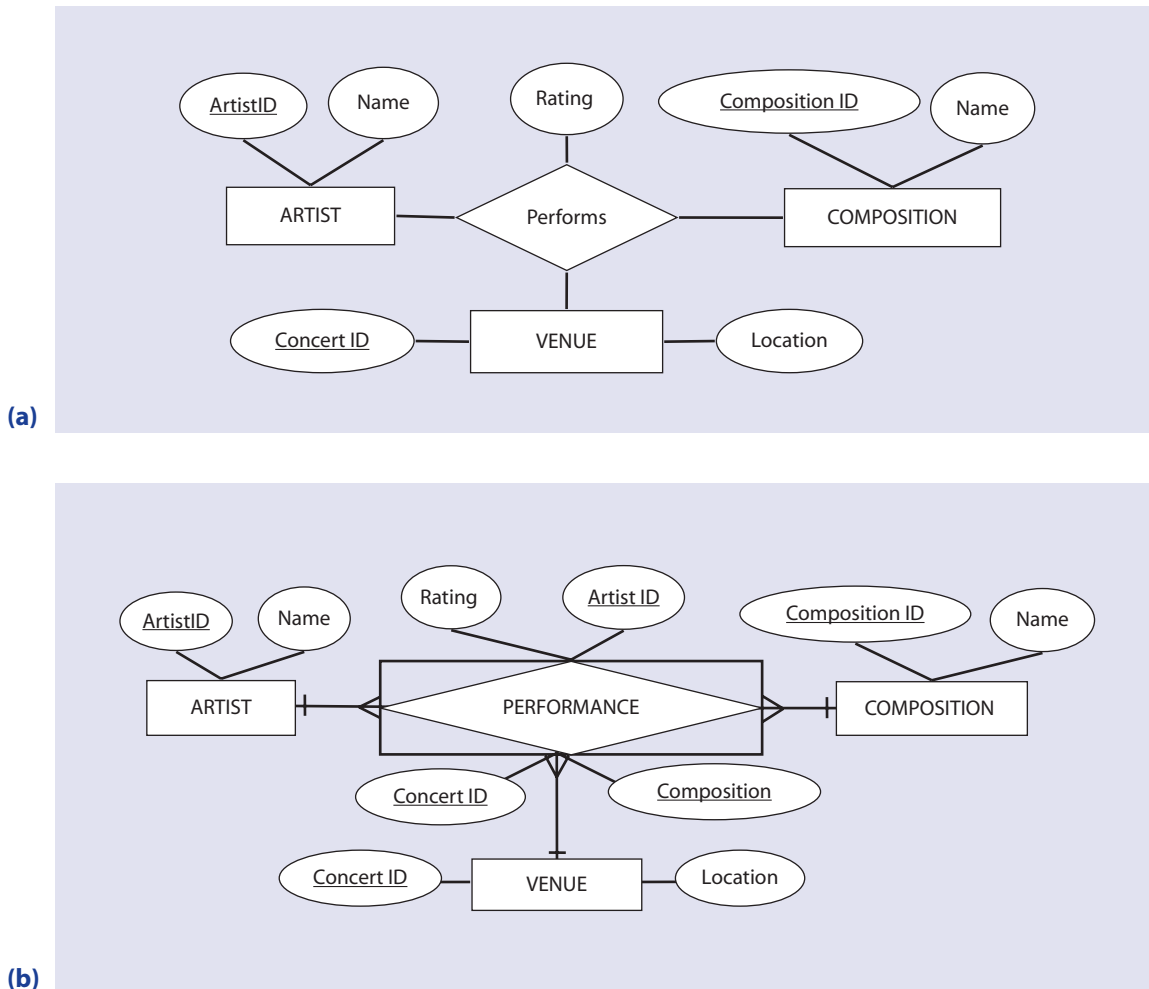 ArtistID
Name
Rating
Composition ID
Name
ARTIST
Performs
COMPOSITION
Concert ID
VENUE
Location
(a)
ArtistID
Name
Rating
Artist ID
Composition ID
Name
ARTIST
PERFORMANCE
COMPOSITION
Concert ID
Composition
Concert ID
VENUE
Location
(b)